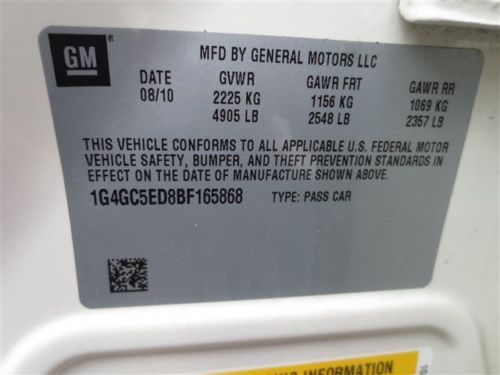 GM
MFD BY GENERAL MOTORS LLC
DATE GVWR GAWR FRT GAWR RR
08/10 2225 KG 1156 KG 1069 KG
4905 LB 2548 LB 2357 LB
THIS VEHICLE CONFORMS TO ALL APPLICABLE U.S. FEDERAL MOTOR
VEHICLE SAFETY, BUMPER, AND THEFT PREVENTION STANDARDS IN
EFFECT ON THE DATE OF MANUFACTURE SHOWN ABOVE.
1G4GC5ED8BF165868 TYPE: PASS CAR
INFORMATION